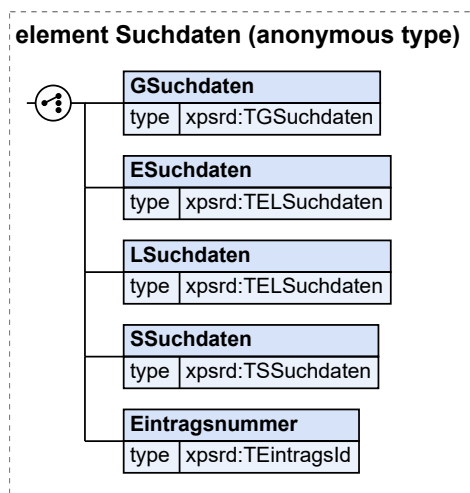 element Suchdaten (anonymous type)
GSuchdaten
type xpsrd:TGSuchdaten
ESuchdaten
type xpsrd:TELSuchdaten
LSuchdaten
type xpsrd:TELSuchdaten
SSuchdaten
type xpsrd:TSSuchdaten
Eintragsnummer
type xpsrd:TEintragsId